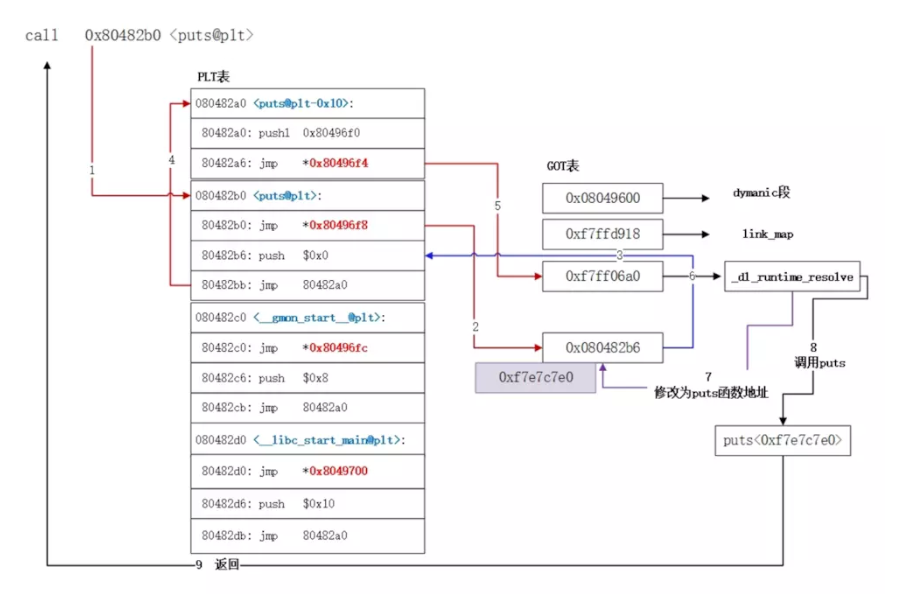 call 0x80482b0 <puts@plt>
PLT表
080482a0 <puts@plt-0x10>:
80482a0: pushl 0x80496f0
80482a6: jmp *0x80496f4
080482b0 <puts@plt>:
80482b0: jmp *0x80496f8
80482b6: push $0x0
80482bb: jmp 80482a0
080482c0 <__gmon_start__@plt>:
80482c0: jmp *0x80496fc
80482c6: push $0x8
80482cb: jmp 80482a0
080482d0 <__libc_start_main@plt>:
80482d0: jmp *0x8049700
80482d6: push $0x10
80482db: jmp 80482a0
1
4
5
2
GOT表
0x08049600
dymanic段
0xf7ffd918
link_map
3
0xf7ff06a0
6
_dl_runtime_resolve
0x080482b6
0xf7e7c7e0
7
修改为puts函数地址
8
调用puts
puts<0xf7e7c7e0>
9 返回